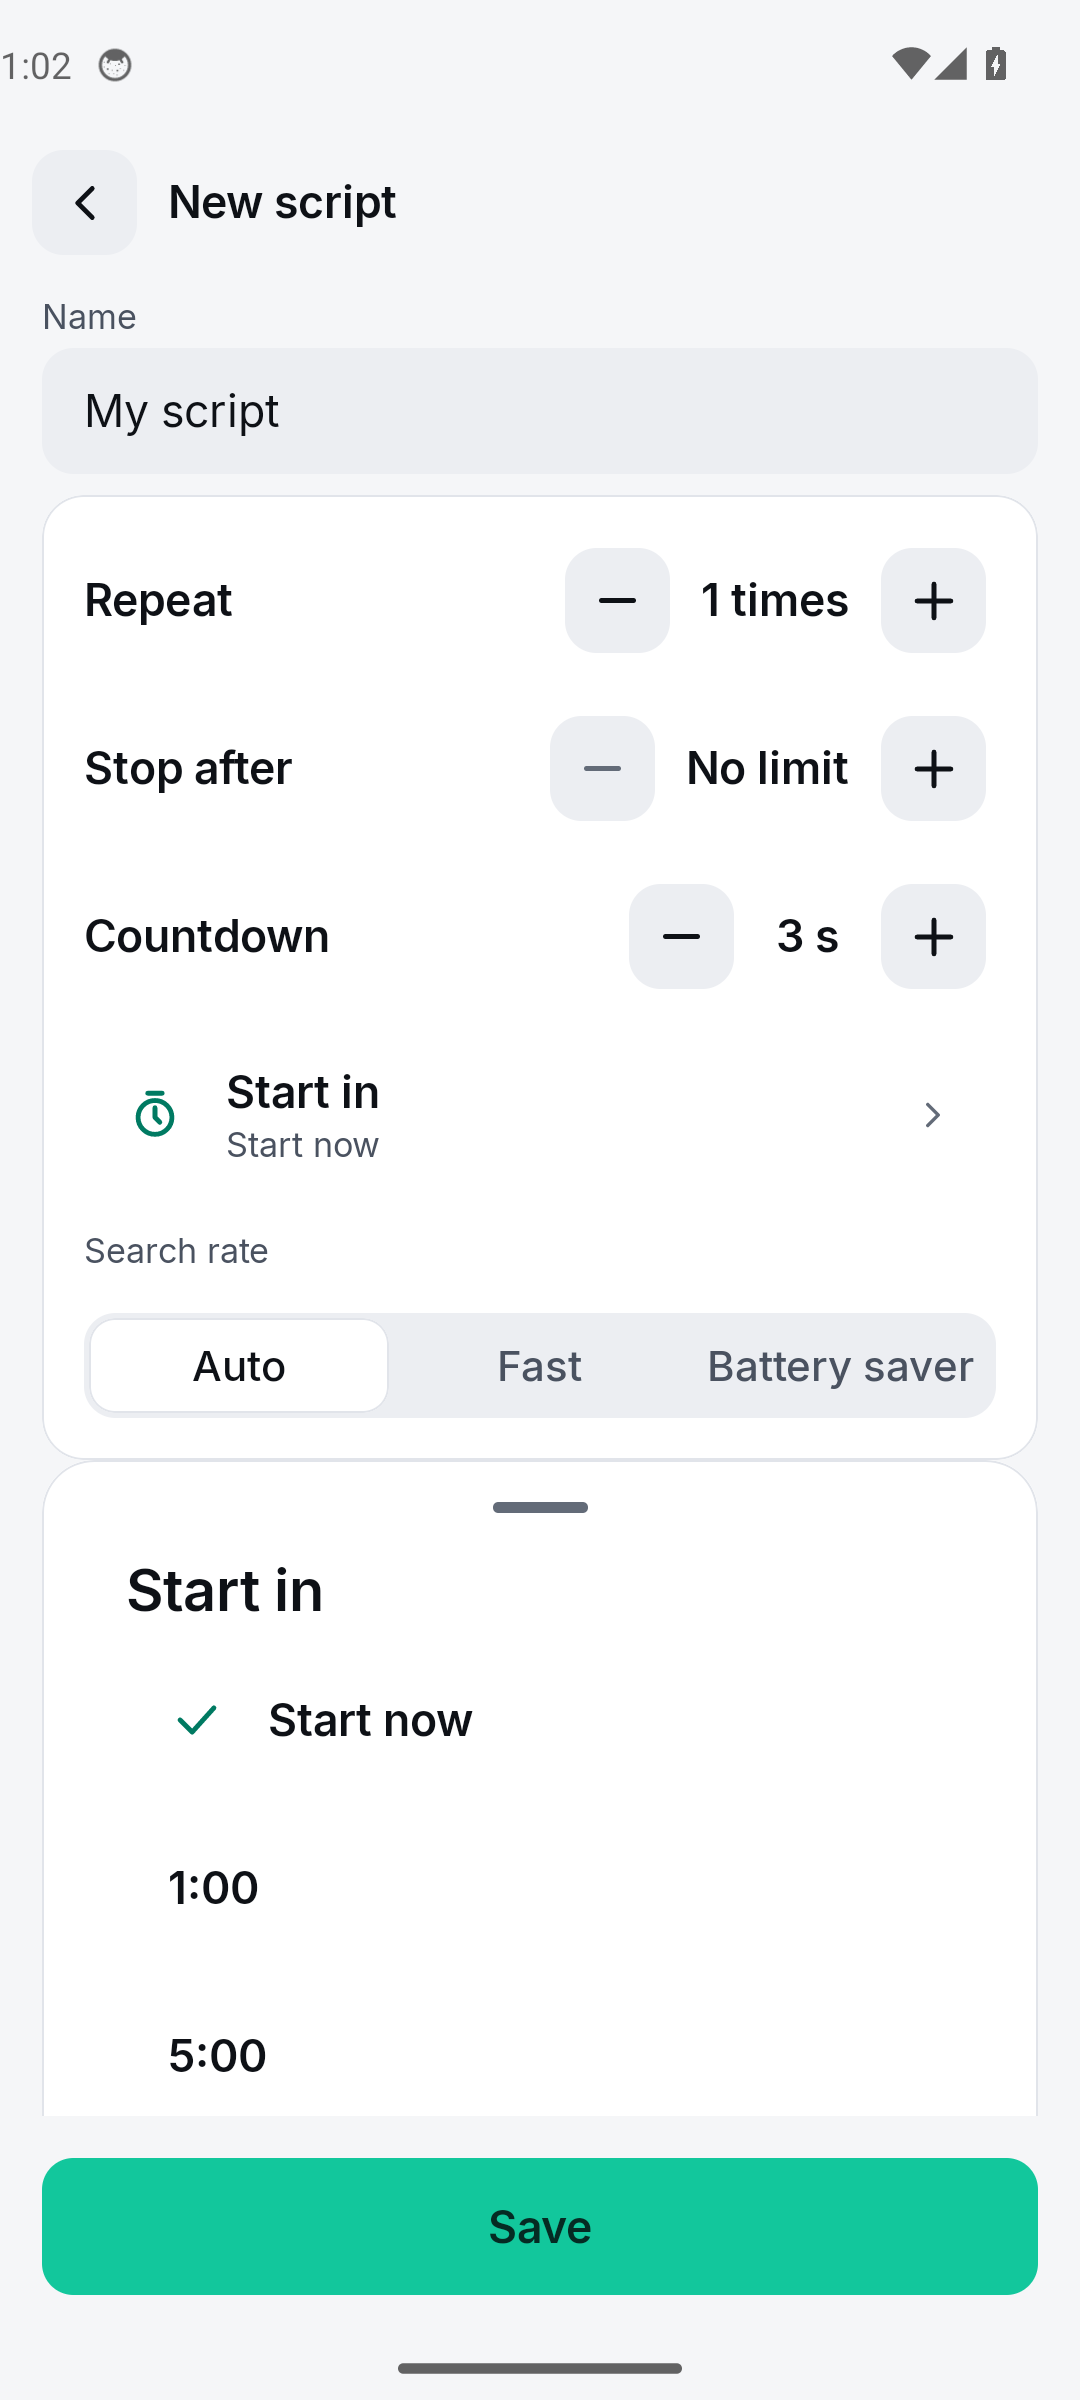 1:02
New script
Name
My script
Repeat
1 times
Stop after
No limit
Countdown
3 s
Start in
Start now
Search rate
Auto
Fast
Battery saver
Start in
Start now
1:00
5:00
Save